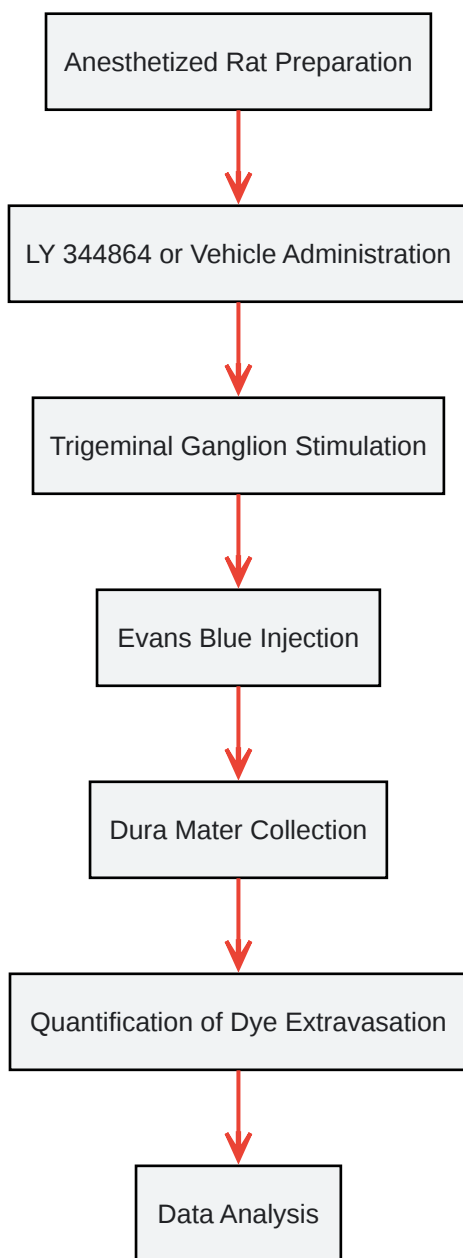 Anesthetized Rat Preparation
LY 344864 or Vehicle Administration
Trigeminal Ganglion Stimulation
Evans Blue Injection
Dura Mater Collection
Quantification of Dye Extravasation
Data Analysis